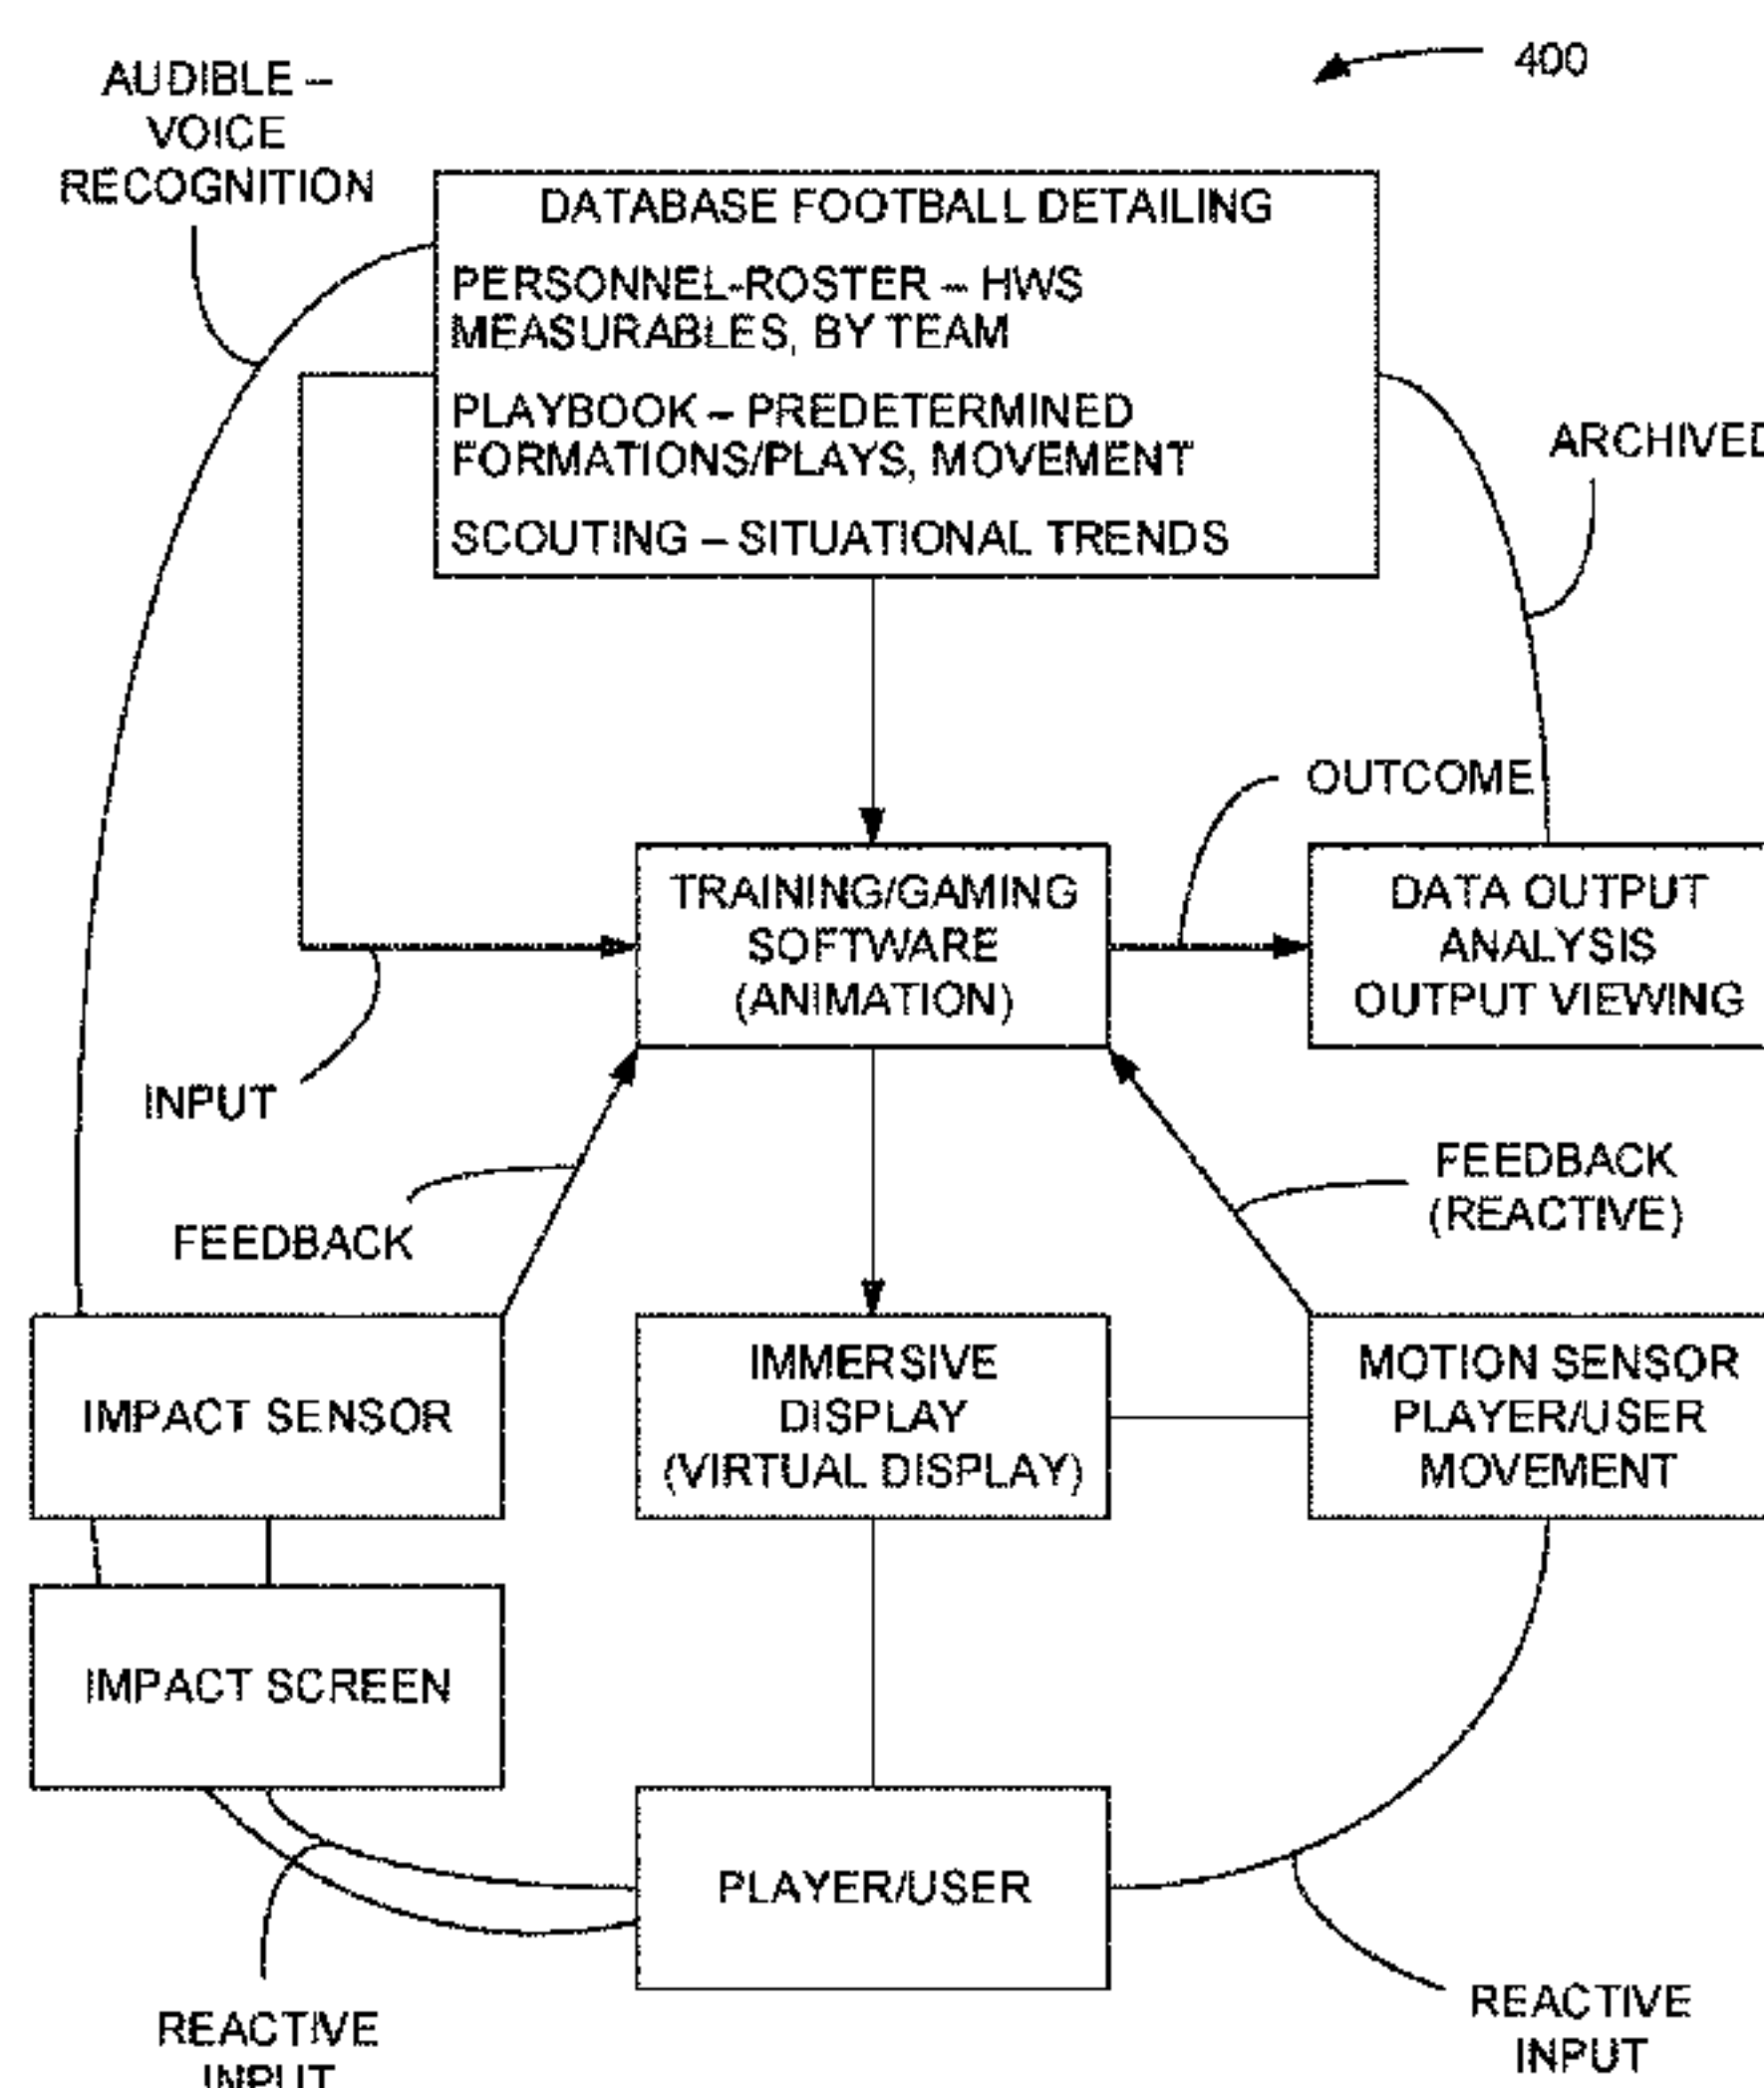 400
AUDIBLE –
VOICE
RECOGNITION
DATABASE FOOTBALL DETAILING
PERSONNEL-ROSTER – HWS
MEASURABLES, BY TEAM
PLAYBOOK – PREDETERMINED
FORMATIONS/PLAYS, MOVEMENT
SCOUTING – SITUATIONAL TRENDS
ARCHIVED
OUTCOME
TRAINING/GAMING
SOFTWARE
(ANIMATION)
DATA OUTPUT
ANALYSIS
OUTPUT VIEWING
INPUT
FEEDBACK
FEEDBACK
(REACTIVE)
IMPACT SENSOR
IMMERSIVE
DISPLAY
(VIRTUAL DISPLAY)
MOTION SENSOR
PLAYER/USER
MOVEMENT
IMPACT SCREEN
PLAYER/USER
REACTIVE
INPUT
REACTIVE
INPUT